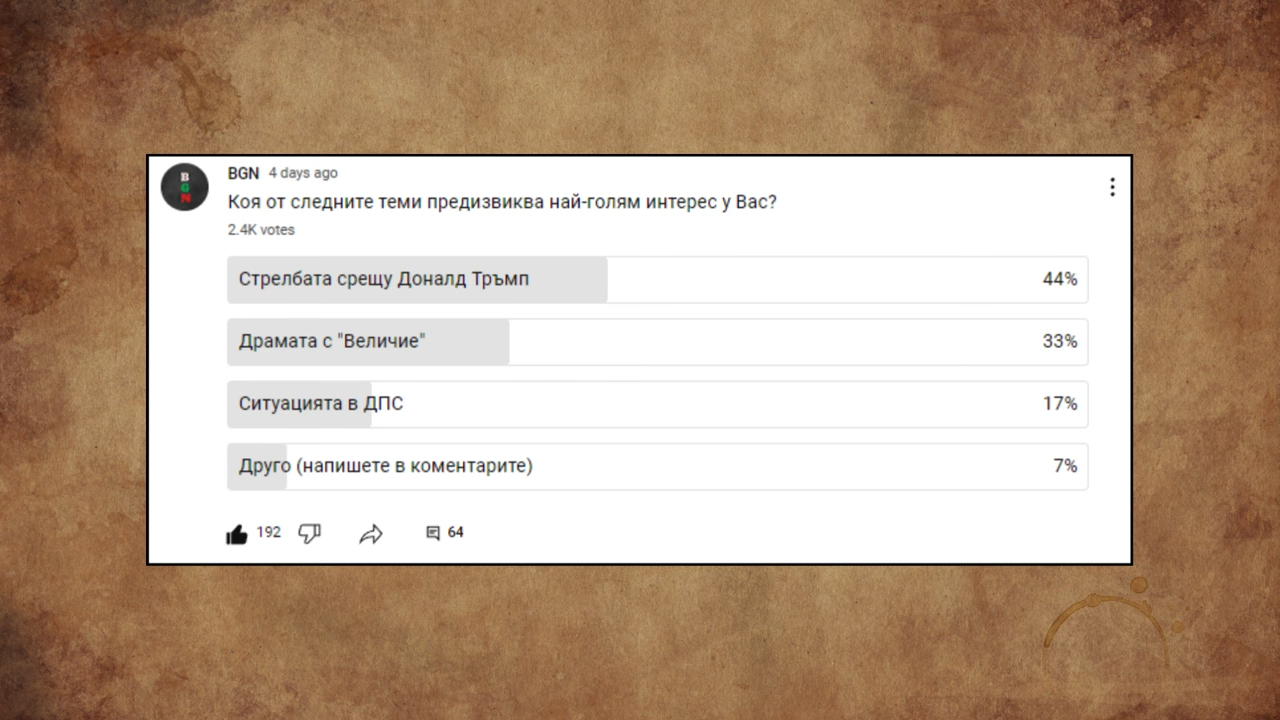 B
G
N
BGN 4 days ago
Коя от следните теми предизвиква най-голям интерес у Вас?
2.4K votes
Стрелбата срещу Доналд Тръмп 44%
Драмата с "Величие" 33%
Ситуацията в ДПС 17%
Друго (напишете в коментарите) 7%
192 64